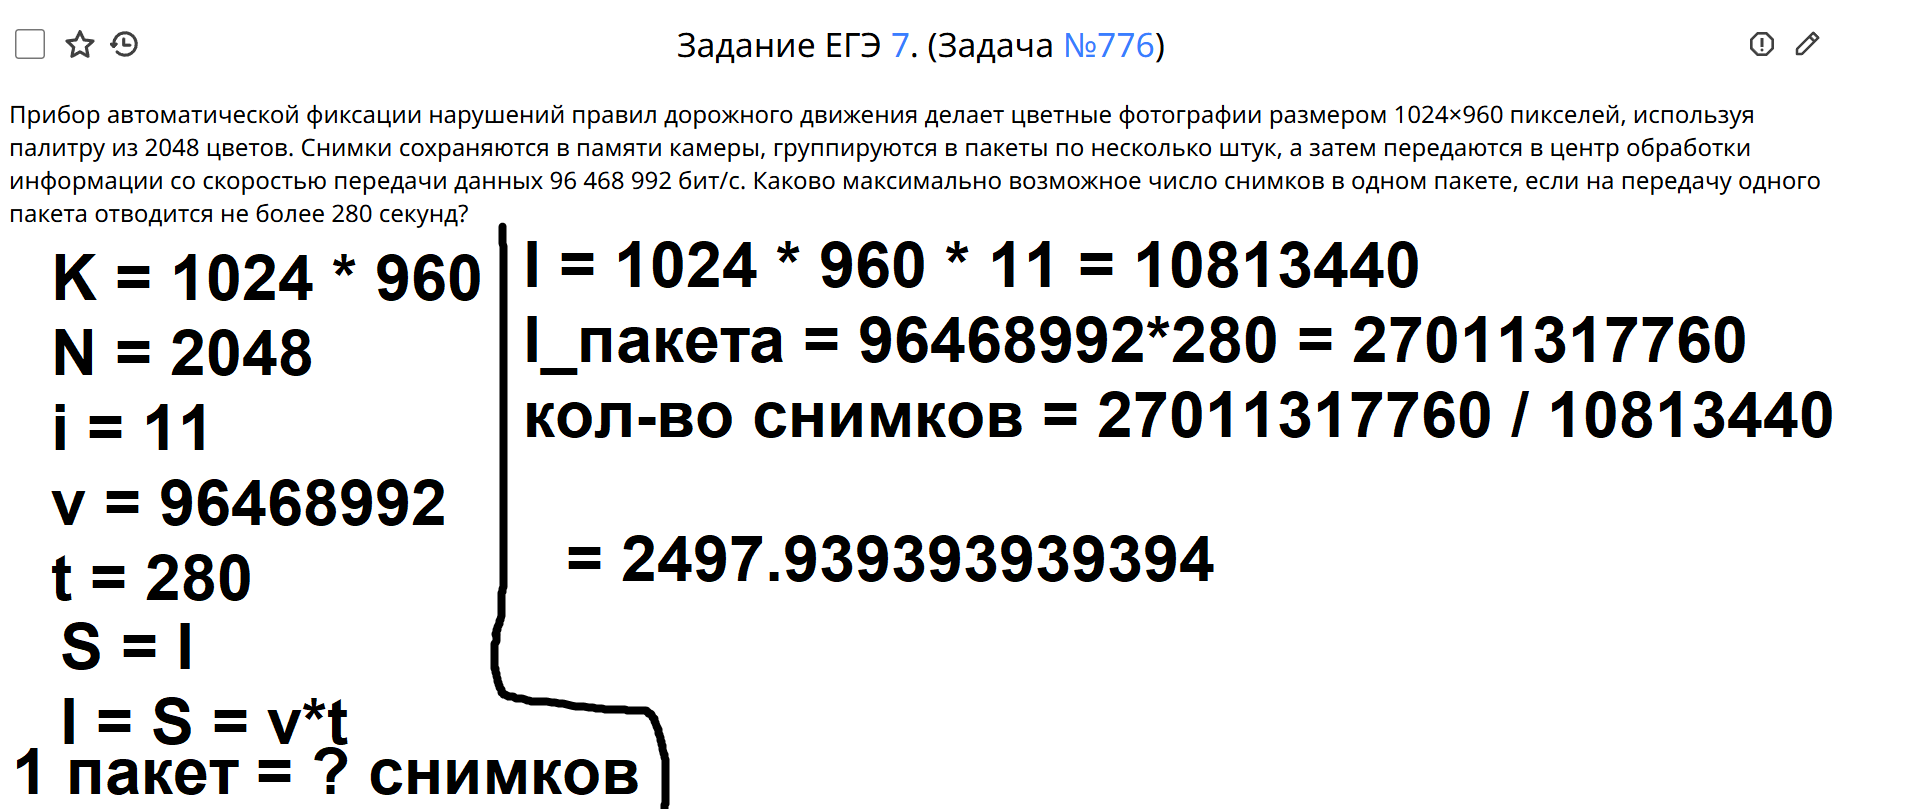 Задание ЕГЭ 7. (Задача №776)
Прибор автоматической фиксации нарушений правил дорожного движения делает цветные фотографии размером 1024×960 пикселей, используя
палитру из 2048 цветов. Снимки сохраняются в памяти камеры, группируются в пакеты по несколько штук, а затем передаются в центр обработки
информации со скоростью передачи данных 96 468 992 бит/с. Каково максимально возможное число снимков в одном пакете, если на передачу одного
пакета отводится не более 280 секунд?
K = 1024 * 960
N = 2048
i = 11
v = 96468992
t = 280
S = I
I = S = v*t
1 пакет = ? снимков
I = 1024 * 960 * 11 = 10813440
I_пакета = 96468992*280 = 27011317760
кол-во снимков = 27011317760 / 10813440
= 2497.939393939394